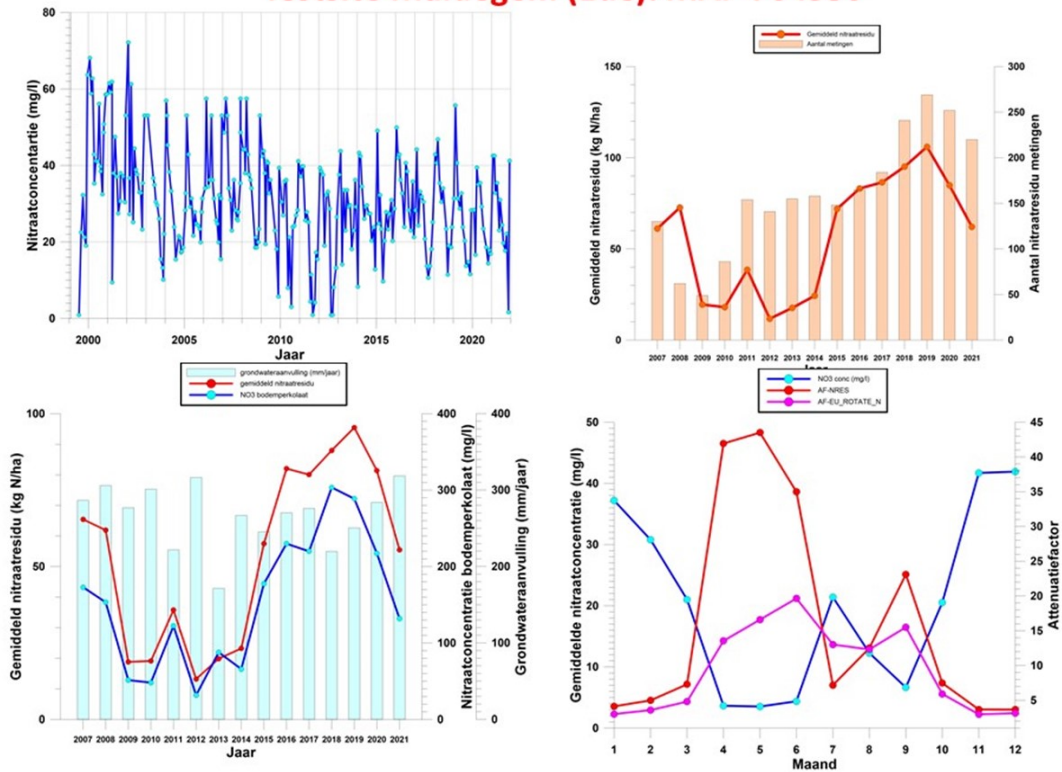 Nitraatconcentartie (mg/l)
80
60
40
20
0
2000 2005 2010 2015 2020
Jaar
Gemiddeld nitraatresidu
Aantal metingen
Gemiddeld nitraatresidu (kg N/ha)
150
100
50
0
300
250
200
150
100
50
0
Aantal nitraatresidu metingen
2007 2008 2009 2010 2011 2012 2013 2014 2015 2016 2017 2018 2019 2020 2021
grondwateraanvulling (mm/jaar)
gemiddeld nitraatresidu
NO3 bodemperkolaat
Gemiddeld nitraatresidu (kg N/ha)
100
50
0
400
300
200
100
0
Nitraatconcentratie bodemperkolaat (mg/l)
400
300
200
100
0
Grondwateraanvulling (mm/jaar)
2007 2008 2009 2010 2011 2012 2013 2014 2015 2016 2017 2018 2019 2020 2021
Jaar
NO3 conc (mg/l)
AF-NRES
AF-EU_ROTATE_N
Gemiddelde nitraatconcentratie (mg/l)
50
40
30
20
10
0
45
40
35
30
25
20
15
10
5
Attenuatiefactor
1 2 3 4 5 6 7 8 9 10 11 12
Maand